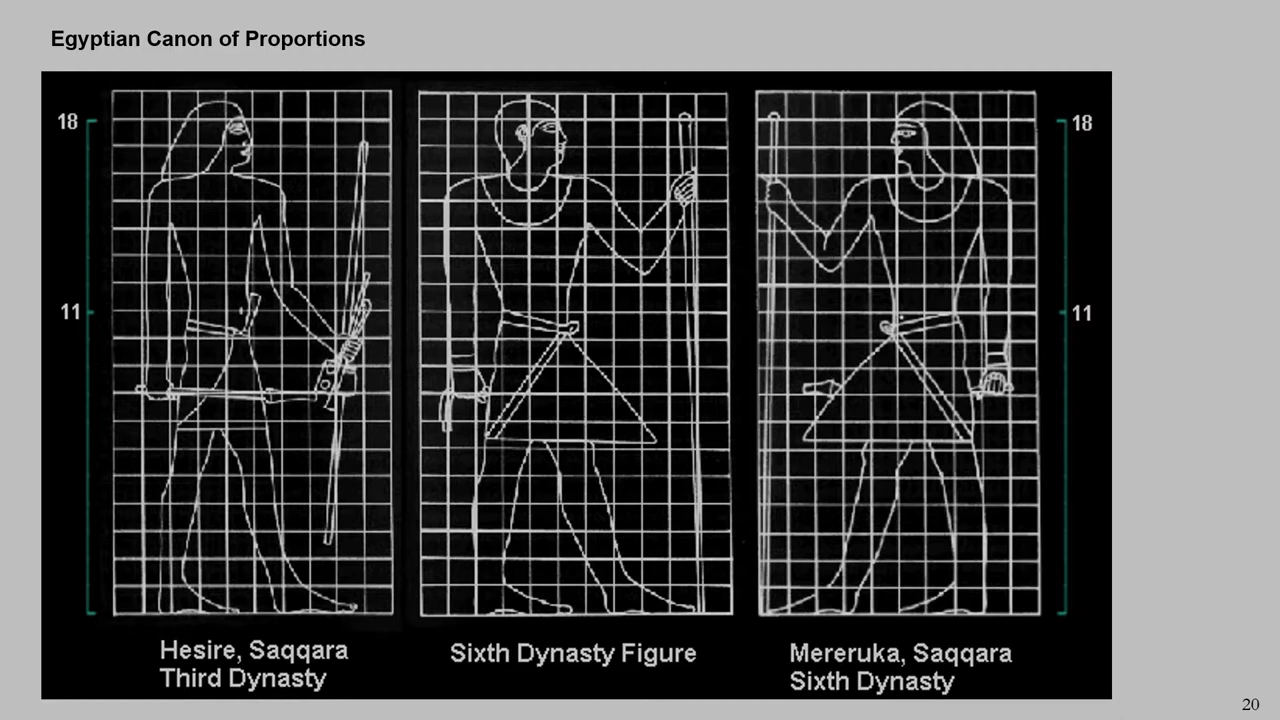 Egyptian Canon of Proportions
18
11
18
11
Hesire, Saqqara
Third Dynasty
Sixth Dynasty Figure
Mereruka, Saqqara
Sixth Dynasty
20